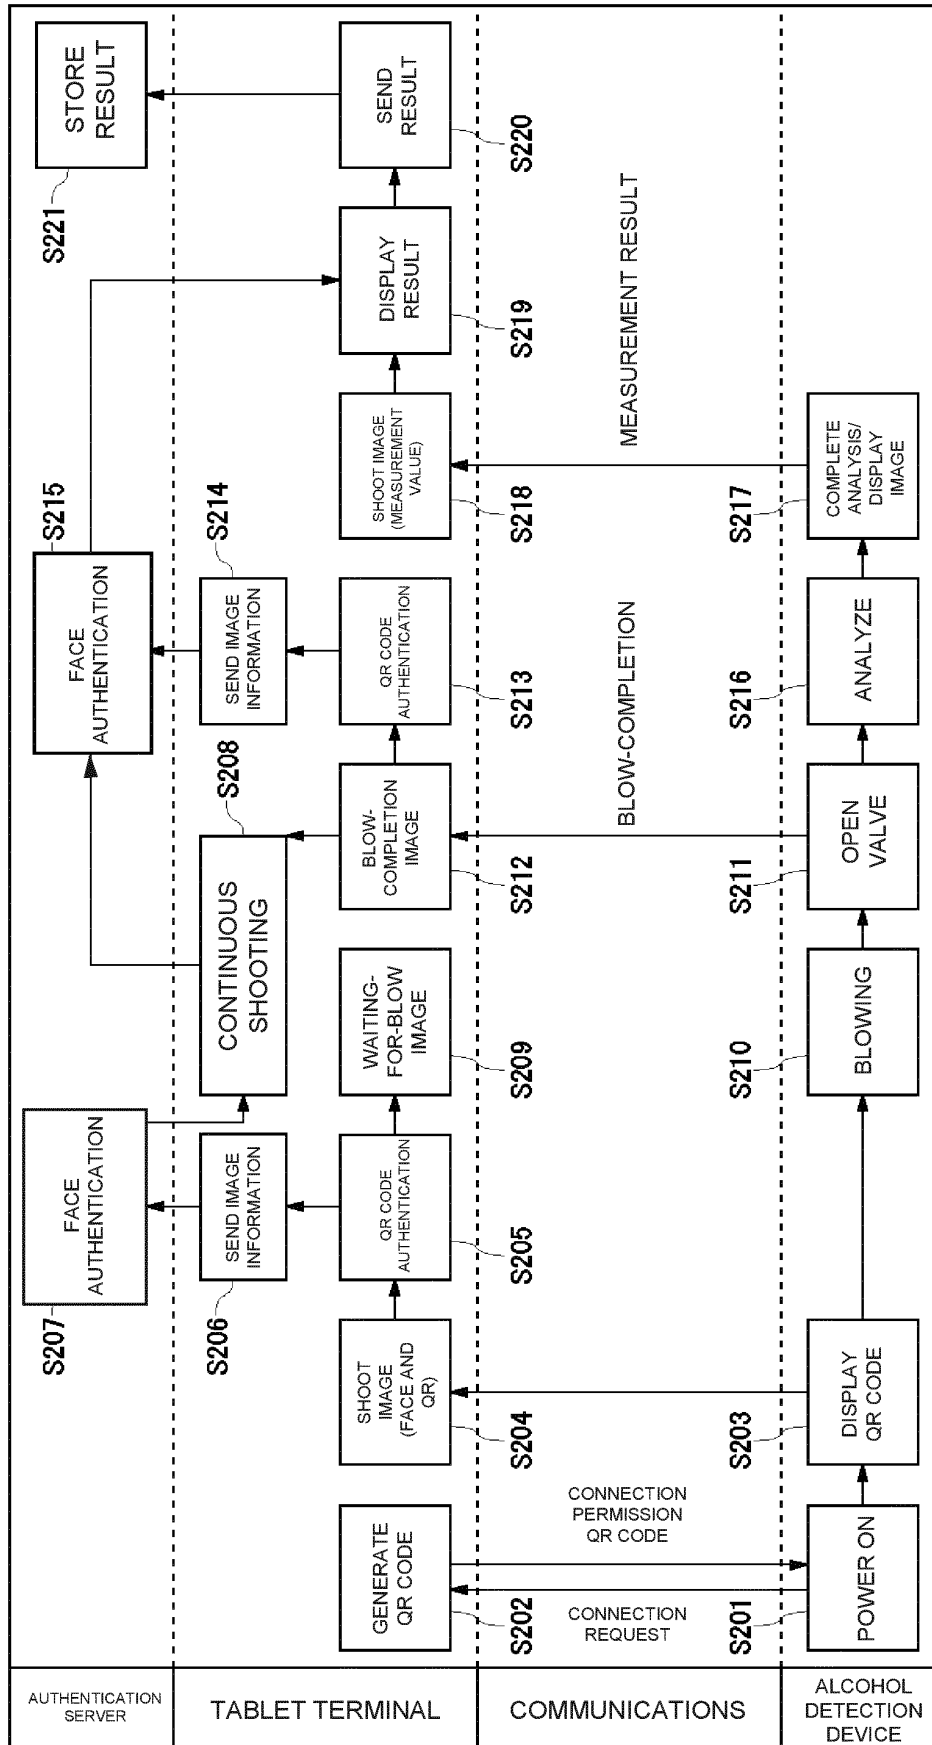 AUTHENTICATION
SERVER
FACE
AUTHENTICATION
S207
FACE
AUTHENTICATION
S215
STORE
RESULT
S221
TABLET TERMINAL
SEND IMAGE
INFORMATION
S206
CONTINUOUS
SHOOTING
S208
SEND IMAGE
INFORMATION
S214
GENERATE
QR CODE
S202
SHOOT
IMAGE
(FACE AND
QR)
S204
QR CODE
AUTHENTICATION
S205
WAITING-
FOR-BLOW
IMAGE
S209
BLOW-
COMPLETION
IMAGE
S212
QR CODE
AUTHENTICATION
S213
SHOOT IMAGE
(MEASUREMENT
VALUE)
S218
DISPLAY
RESULT
S219
SEND
RESULT
S220
COMMUNICATIONS
CONNECTION
REQUEST
CONNECTION
PERMISSION
QR CODE
BLOW-COMPLETION
MEASUREMENT RESULT
ALCOHOL
DETECTION
DEVICE
POWER ON
S201
DISPLAY
QR CODE
S203
BLOWING
S210
OPEN
VALVE
S211
ANALYZE
S216
COMPLETE
ANALYSIS/
DISPLAY
IMAGE
S217